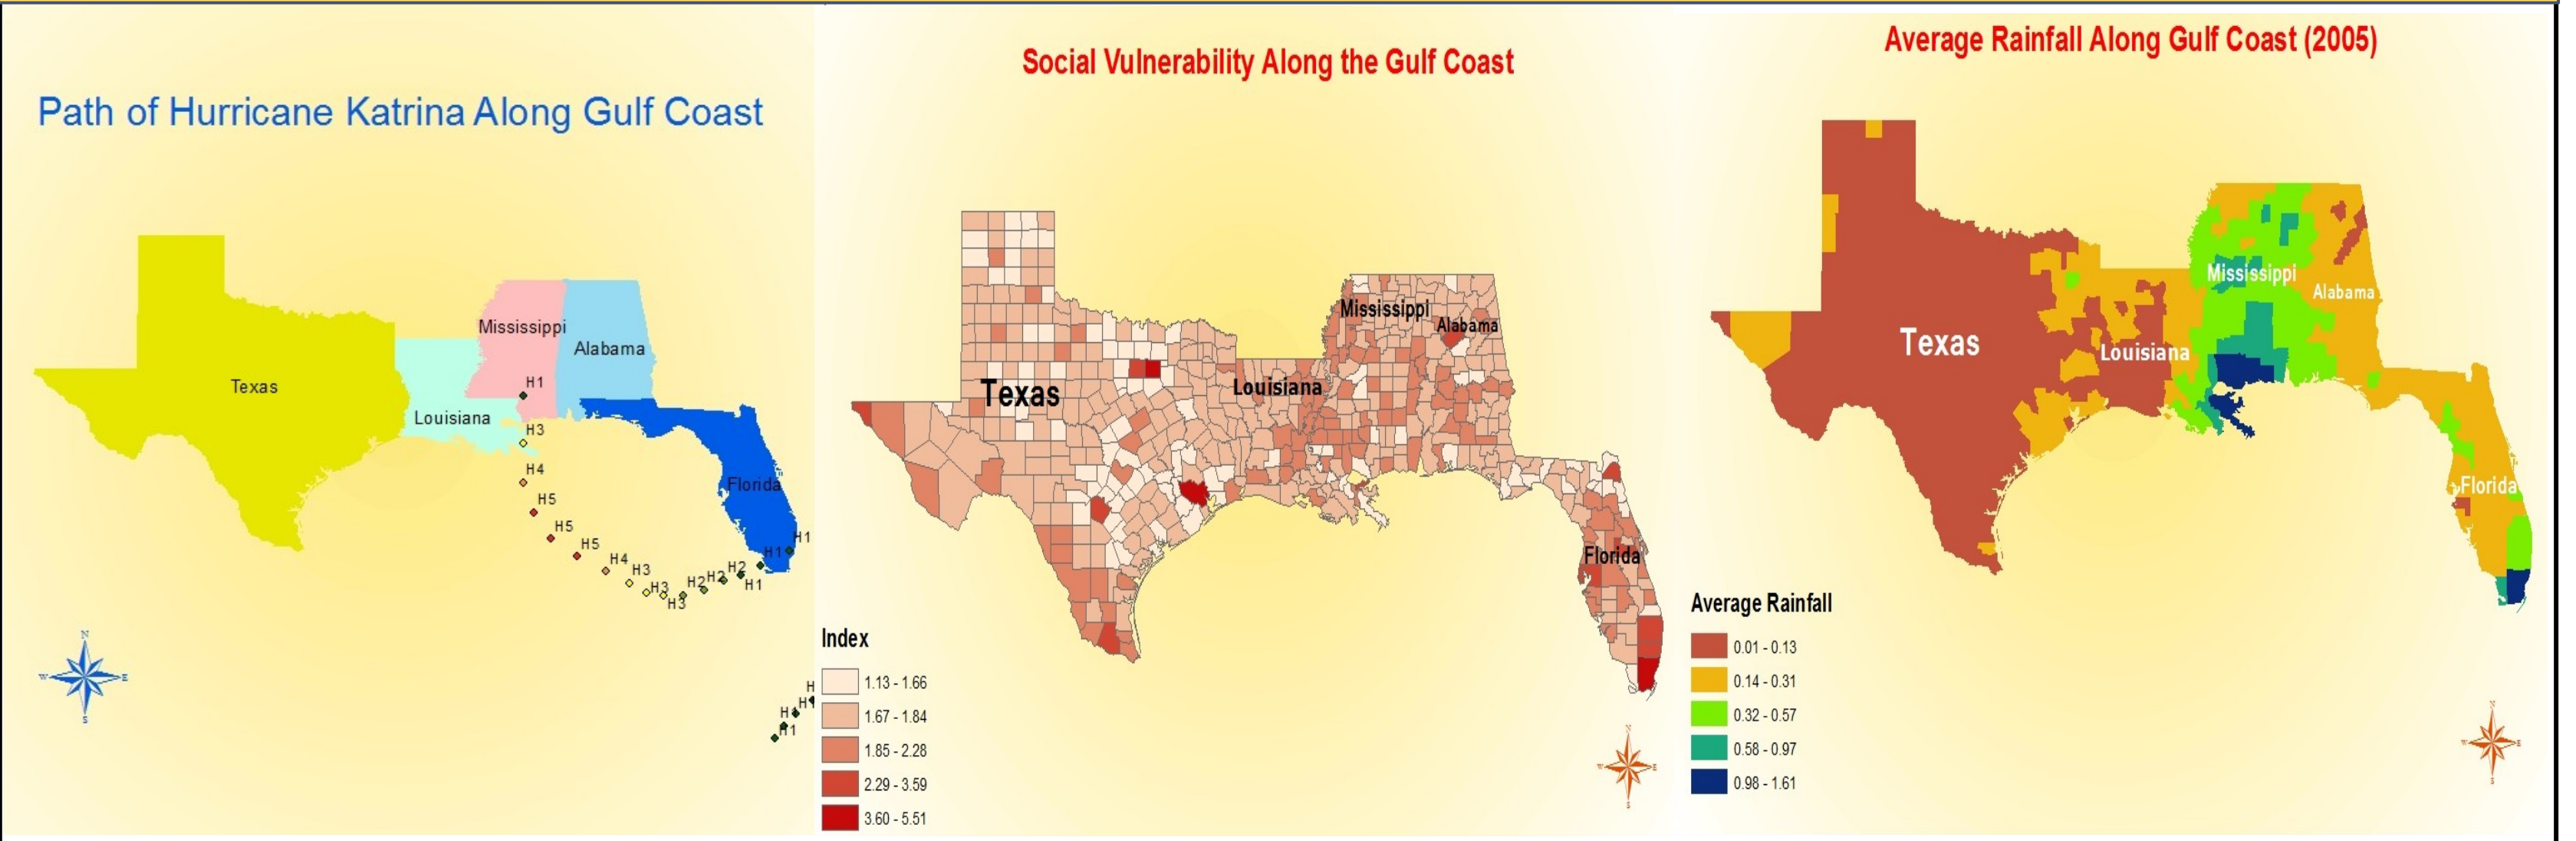 Path of Hurricane Katrina Along Gulf Coast
Texas
Louisiana
Mississippi
Alabama
Florida
H1
H3
H4
H5
H5
H5
H4
H3
H3
H3
H2
H2
H2
H1
H1
H1
H
H1
H1
N
W
E
S
Social Vulnerability Along the Gulf Coast
Texas
Louisiana
Mississippi
Alabama
Florida
Index
1.13 - 1.66
1.67 - 1.84
1.85 - 2.28
2.29 - 3.59
3.60 - 5.51
N
W
E
S
Average Rainfall Along Gulf Coast (2005)
Texas
Louisiana
Mississippi
Alabama
Florida
Average Rainfall
0.01 - 0.13
0.14 - 0.31
0.32 - 0.57
0.58 - 0.97
0.98 - 1.61
N
W
E
S